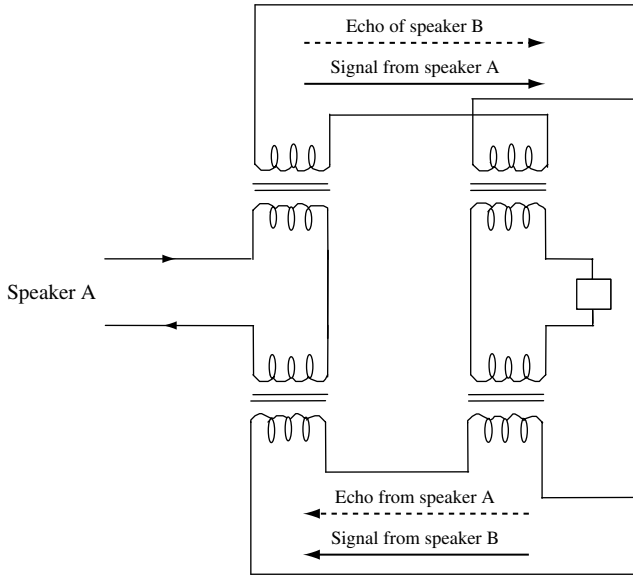 Echo of speaker B
Signal from speaker A
Speaker A
Echo from speaker A
Signal from speaker B